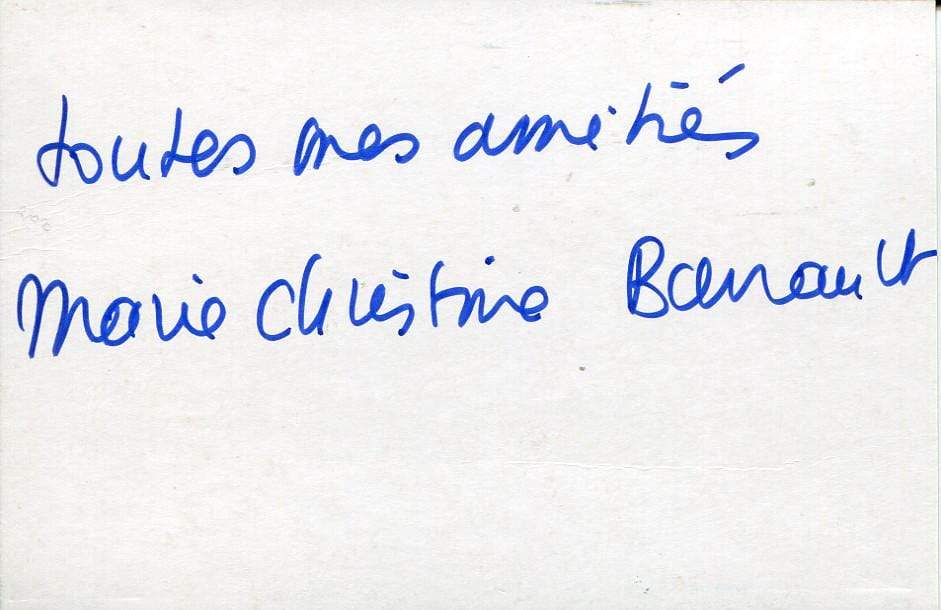 toutes mes amitiés
Marie Christine Barrault